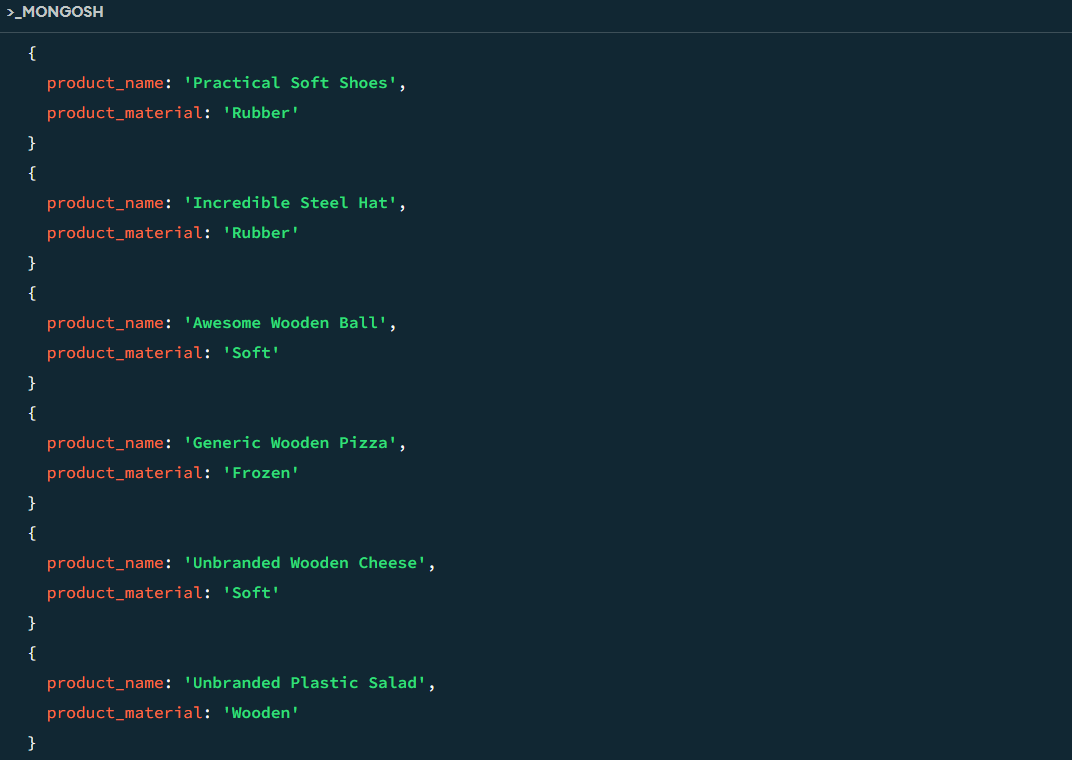 >_MONGOSH
{
product_name: 'Practical Soft Shoes',
product_material: 'Rubber'
}
{
product_name: 'Incredible Steel Hat',
product_material: 'Rubber'
}
{
product_name: 'Awesome Wooden Ball',
product_material: 'Soft'
}
{
product_name: 'Generic Wooden Pizza',
product_material: 'Frozen'
}
{
product_name: 'Unbranded Wooden Cheese',
product_material: 'Soft'
}
{
product_name: 'Unbranded Plastic Salad',
product_material: 'Wooden'
}